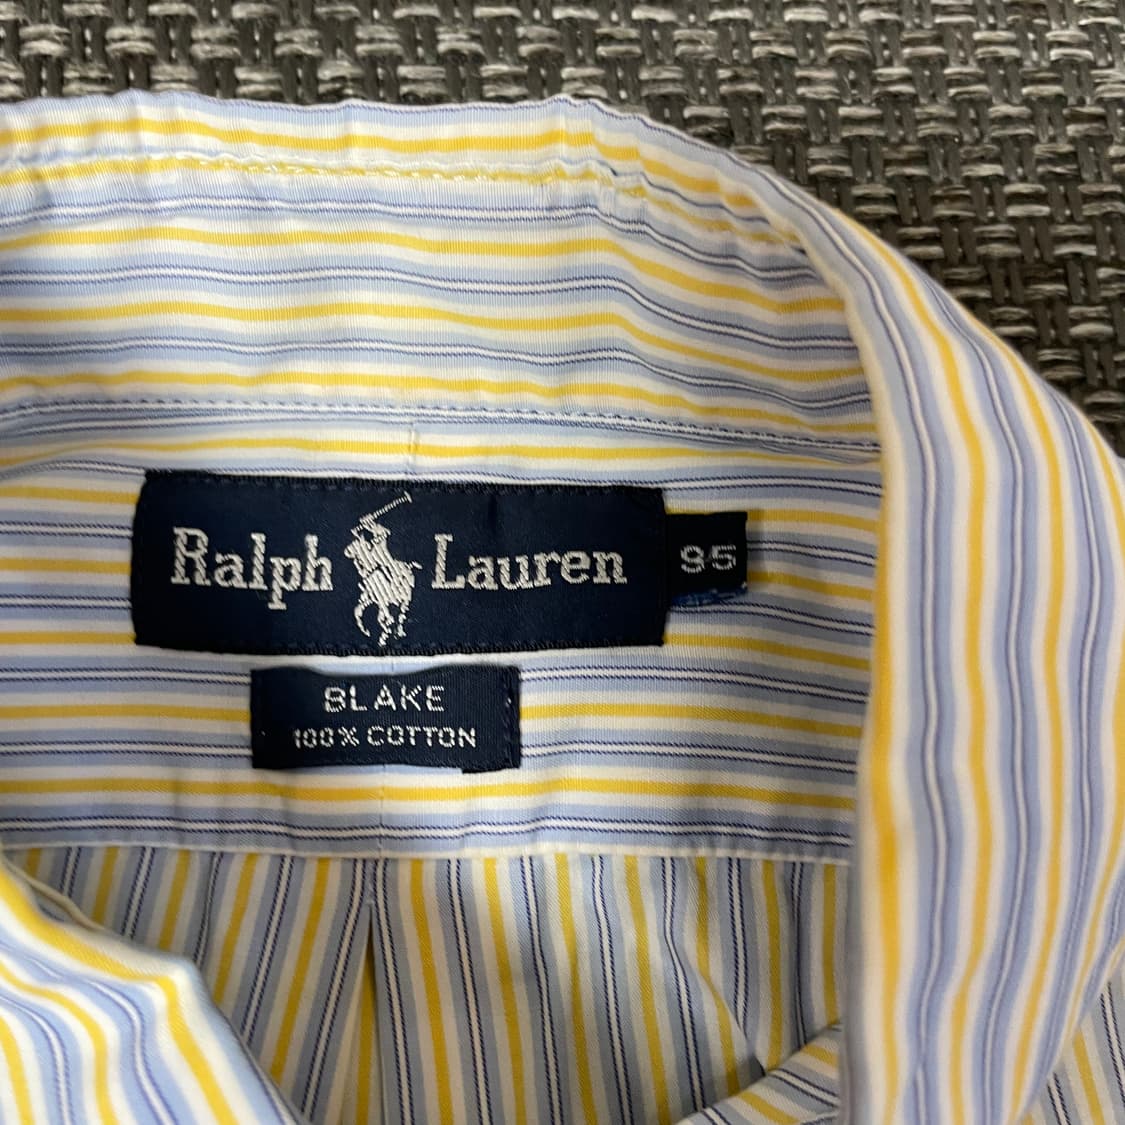 Ralph Lauren 95
BLAKE
100% COTTON